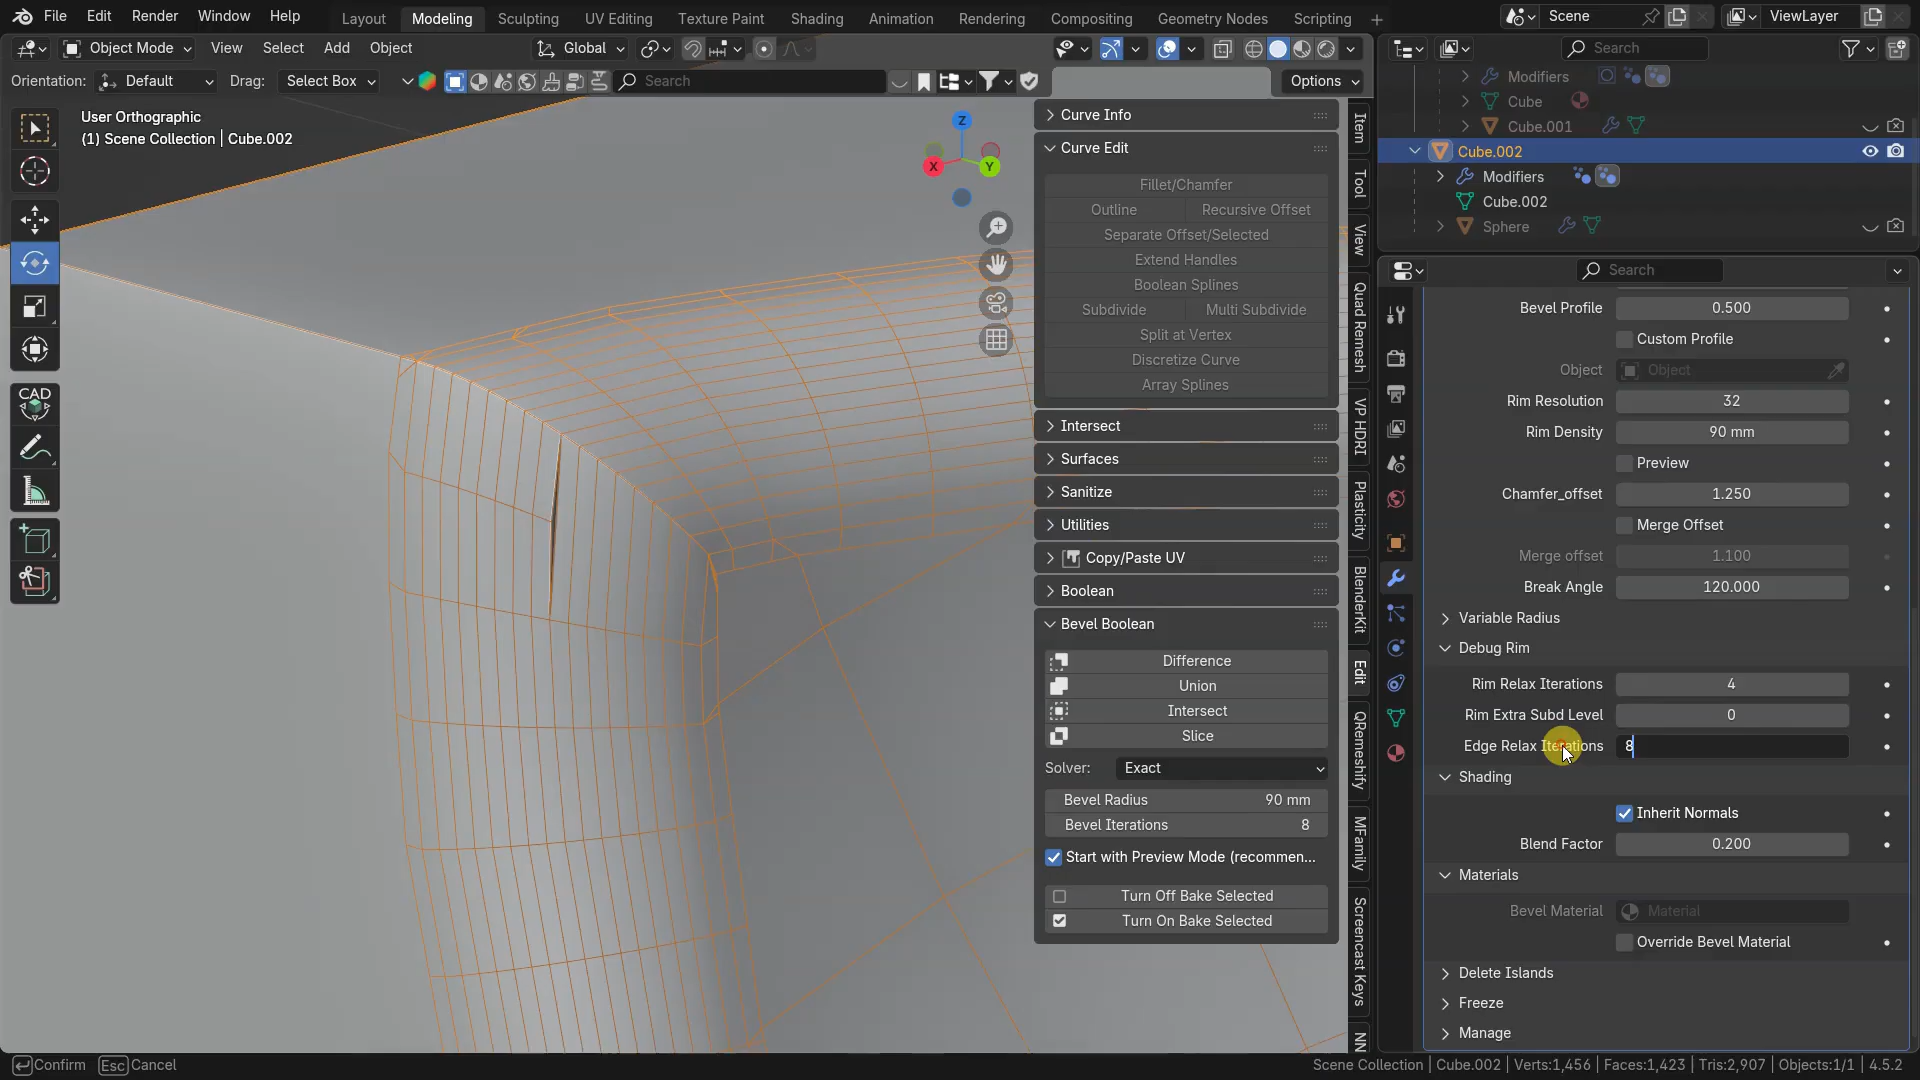 File Edit Render Window Help Layout Modeling Sculpting UV Editing Texture Paint Shading Animation Rendering Compositing Geometry Nodes Scripting + Scene ViewLayer
Object Mode View Select Add Object Global Search
Orientation: Default Drag: Select Box Search Options
User Orthographic
(1) Scene Collection | Cube.002
Z
X Y
CAD
Curve Info
Curve Edit
Fillet/Chamfer
Outline Recursive Offset
Separate Offset/Selected
Extend Handles
Boolean Splines
Subdivide Multi Subdivide
Split at Vertex
Discretize Curve
Array Splines
Intersect
Surfaces
Sanitize
Utilities
Copy/Paste UV
Boolean
Bevel Boolean
Difference
Union
Intersect
Slice
Solver: Exact
Bevel Radius 90 mm
Bevel Iterations 8
Start with Preview Mode (recommen...
Turn Off Bake Selected
Turn On Bake Selected
Item
Tool
View
Quad Remesh
VP HDRI
Plasticity
BlenderKit
Edit
QRemeshify
MFamily
Screencast Keys
NN
Modifiers
Cube
Cube.001
Cube.002
Modifiers
Cube.002
Sphere
Search
Bevel Profile 0.500
Custom Profile
Object Object
Rim Resolution 32
Rim Density 90 mm
Preview
Chamfer_offset 1.250
Merge Offset
Merge offset 1.100
Break Angle 120.000
Variable Radius
Debug Rim
Rim Relax Iterations 4
Rim Extra Subd Level 0
Edge Relax Iterations 8
Shading
Inherit Normals
Blend Factor 0.200
Materials
Bevel Material Material
Override Bevel Material
Delete Islands
Freeze
Manage
Confirm Esc Cancel Scene Collection | Cube.002 | Verts:1,456 | Faces:1,423 | Tris:2,907 | Objects:1/1 | 4.5.2